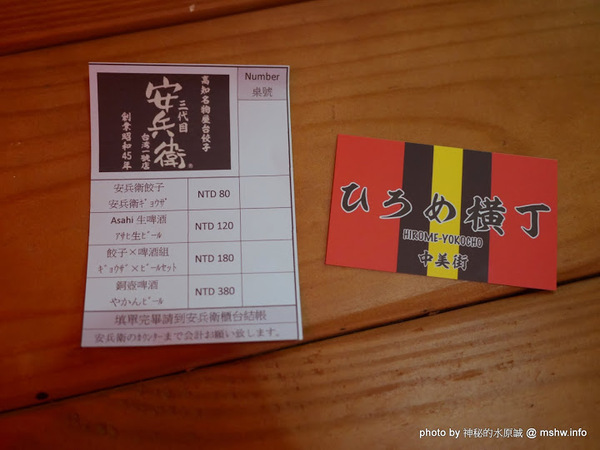 高知名物屋台餃子
三代目
安兵衛
台湾一號店
創業昭和45年
Number
桌號
安兵衛餃子
安兵衛ｷﾞｮｳｻﾞ
NTD 80
Asahi 生啤酒
ｱｻﾋ生ﾋﾞｰﾙ
NTD 120
餃子×啤酒組
ｷﾞｮｳｻﾞ×ﾋﾞｰﾙｾｯﾄ
NTD 180
銅壺啤酒
やかんﾋﾞｰﾙ
NTD 380
填單完畢請到安兵衛櫃台結帳
安兵衛のｶｳﾝﾀｰまで会計お願い致します。
ひろめ横丁
HIROME-YOKOCHO
中美街
photo by 神秘的水原誠 @ mshw.info